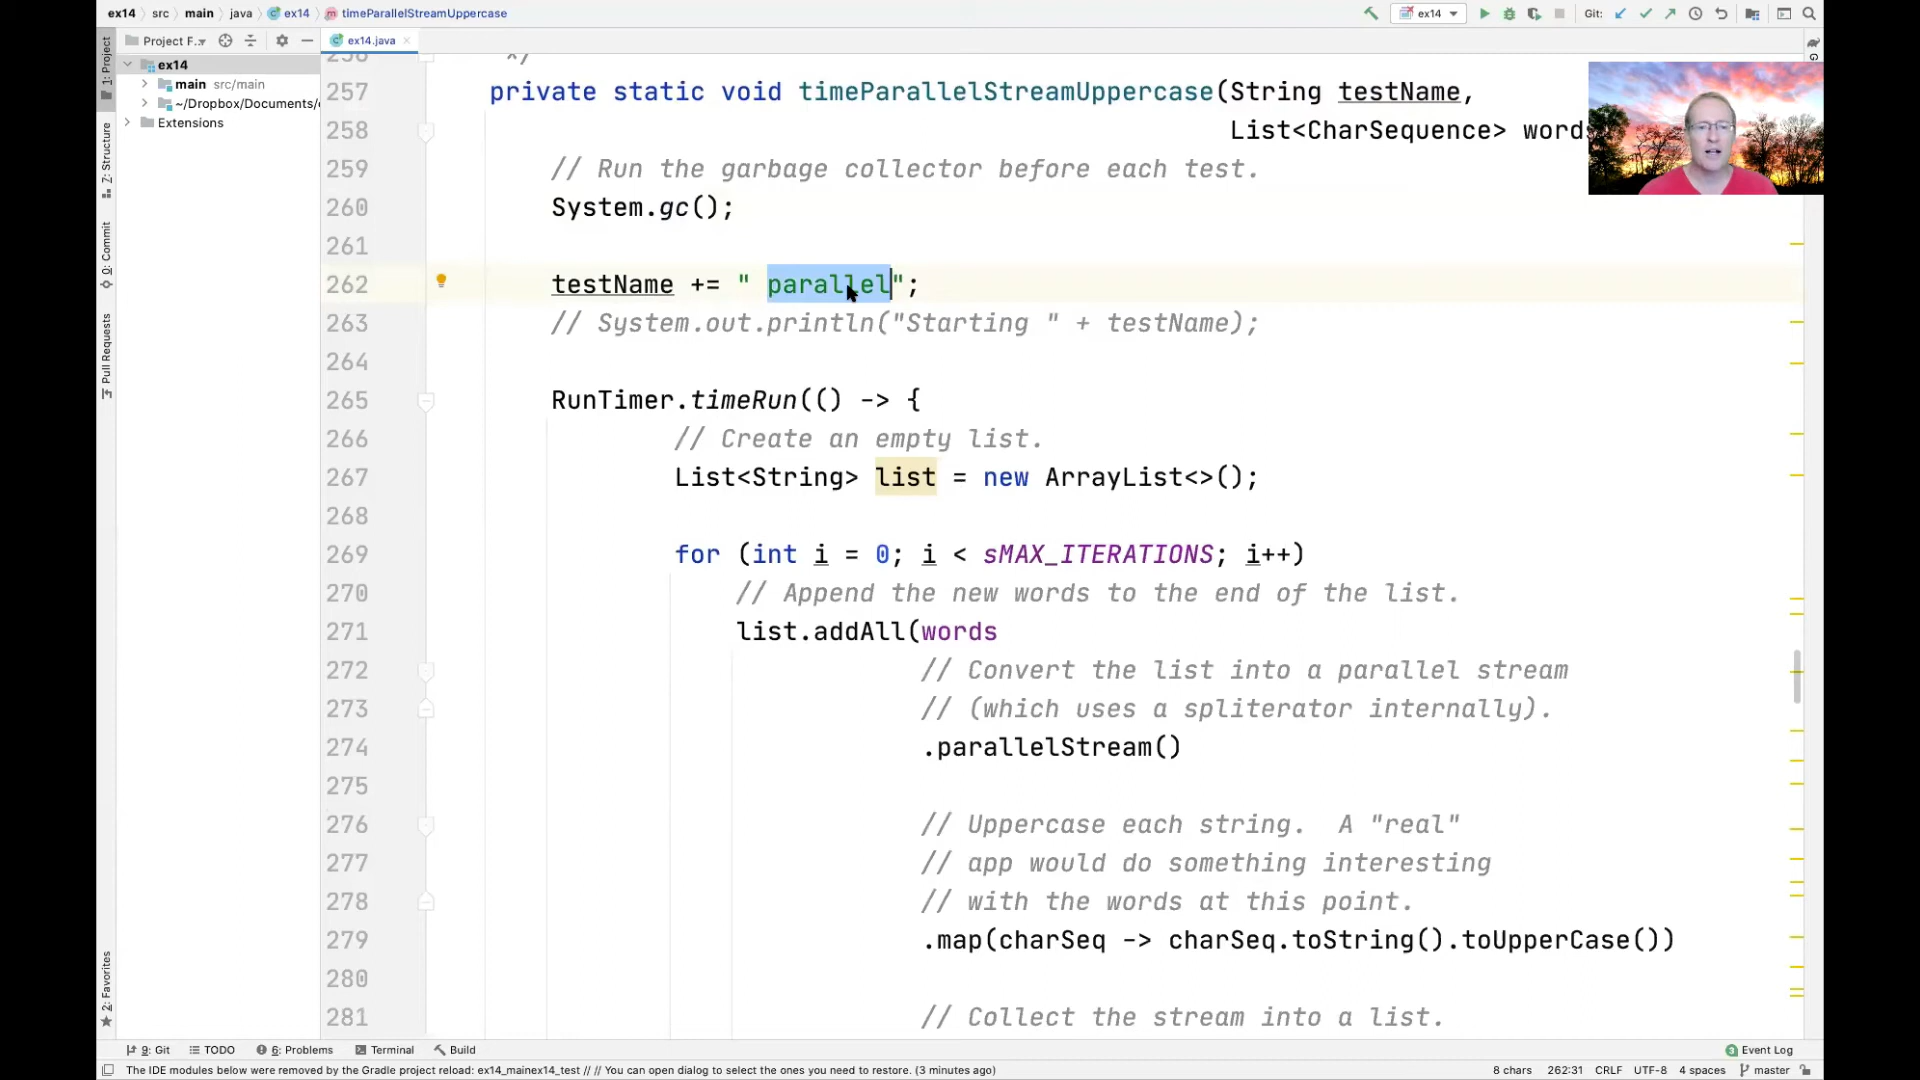 ex14 src main java ex14 timeParallelStreamUppercase
ex14
Git:
Project F...
ex14.java
ex14
main src/main
~/Dropbox/Documents/
Extensions
1: Project
7: Structure
0: Commit
Pull Requests
2: Favorites
257 private static void timeParallelStreamUppercase(String testName,
258 List<CharSequence> word
259 // Run the garbage collector before each test.
260 System.gc();
261
262 testName += " parallel";
263 // System.out.println("Starting " + testName);
264
265 RunTimer.timeRun(() -> {
266 // Create an empty list.
267 List<String> list = new ArrayList<>();
268
269 for (int i = 0; i < sMAX_ITERATIONS; i++)
270 // Append the new words to the end of the list.
271 list.addAll(words
272 // Convert the list into a parallel stream
273 // (which uses a spliterator internally).
274 .parallelStream()
275
276 // Uppercase each string.  A "real"
277 // app would do something interesting
278 // with the words at this point.
279 .map(charSeq -> charSeq.toString().toUpperCase())
280
281 // Collect the stream into a list.
9: Git TODO 6: Problems Terminal Build
3 Event Log
The IDE modules below were removed by the Gradle project reload: ex14_mainex14_test // // You can open dialog to select the ones you need to restore. (3 minutes ago)
8 chars 262:31 CRLF UTF-8 4 spaces master